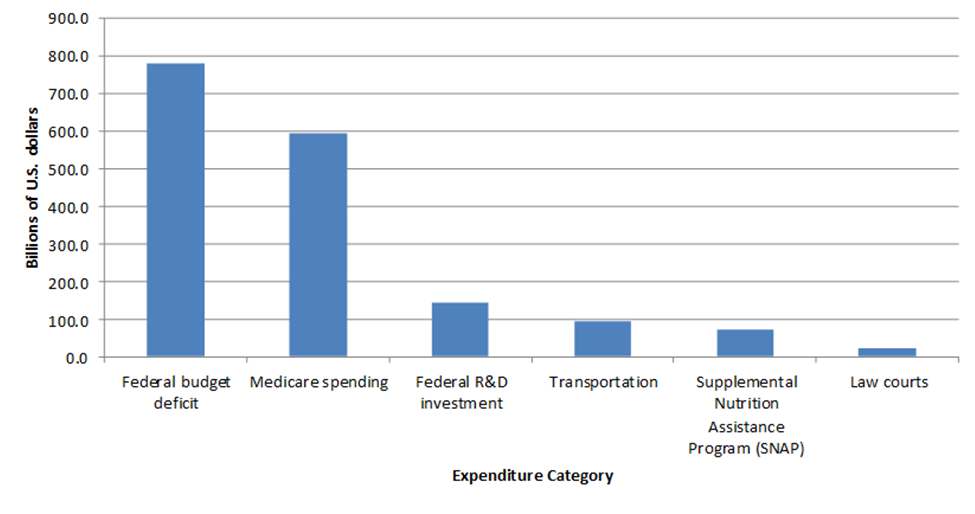 900.0
800.0
700.0
600.0
500.0
400.0
300.0
200.0
100.0
0.0
Billions of U.S. dollars
Federal budget
deficit
Medicare spending
Federal R&D
investment
Transportation
Supplemental
Nutrition
Assistance
Program (SNAP)
Law courts
Expenditure Category